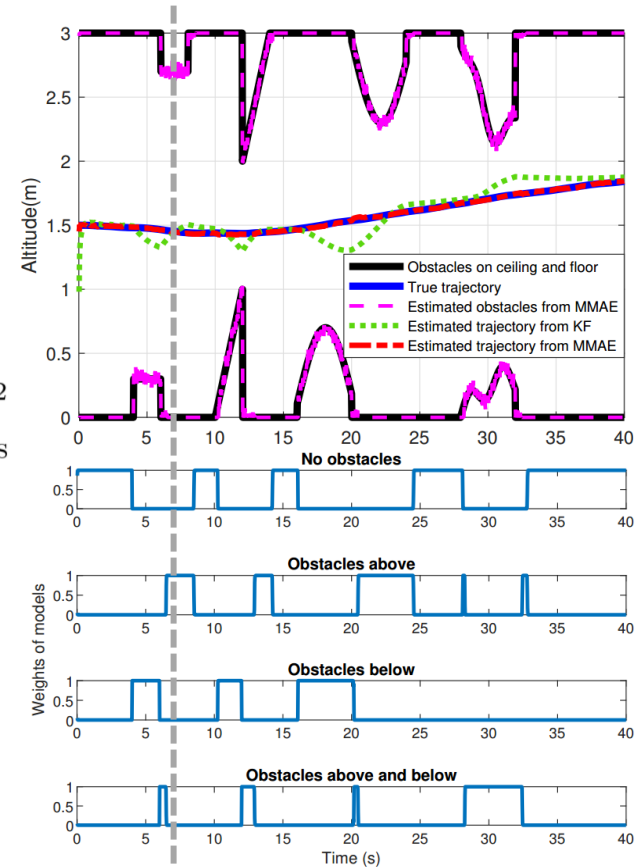 3
2.5
2
1.5
1
0.5
0
Altitude(m)
Obstacles on ceiling and floor
True trajectory
Estimated obstacles from MMAE
Estimated trajectory from KF
Estimated trajectory from MMAE
0 5 10 15 20 25 30 35 40
2
s
No obstacles
1
0.5
0
0 5 10 15 20 25 30 35 40
Obstacles above
1
0.5
0
0 5 10 15 20 25 30 35 40
Weights of models
Obstacles below
1
0.5
0
0 5 10 15 20 25 30 35 40
Obstacles above and below
1
0.5
0
0 5 10 15 20 25 30 35 40
Time (s)